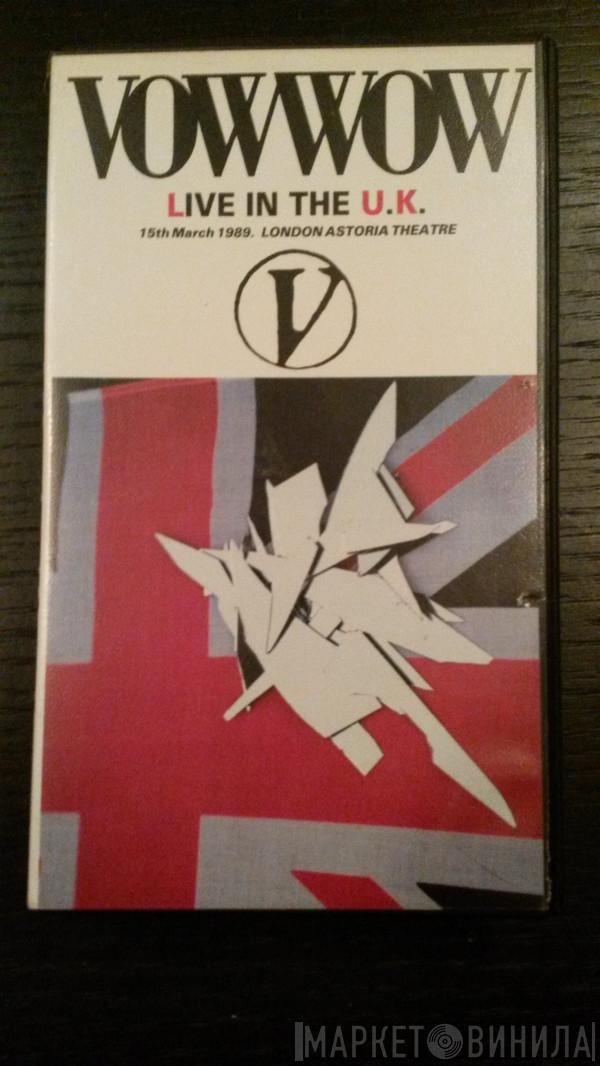 VOWWOW
LIVE IN THE U.K.
15th March 1989. LONDON ASTORIA THEATRE
V
МАРКЕТ ВИНИЛА